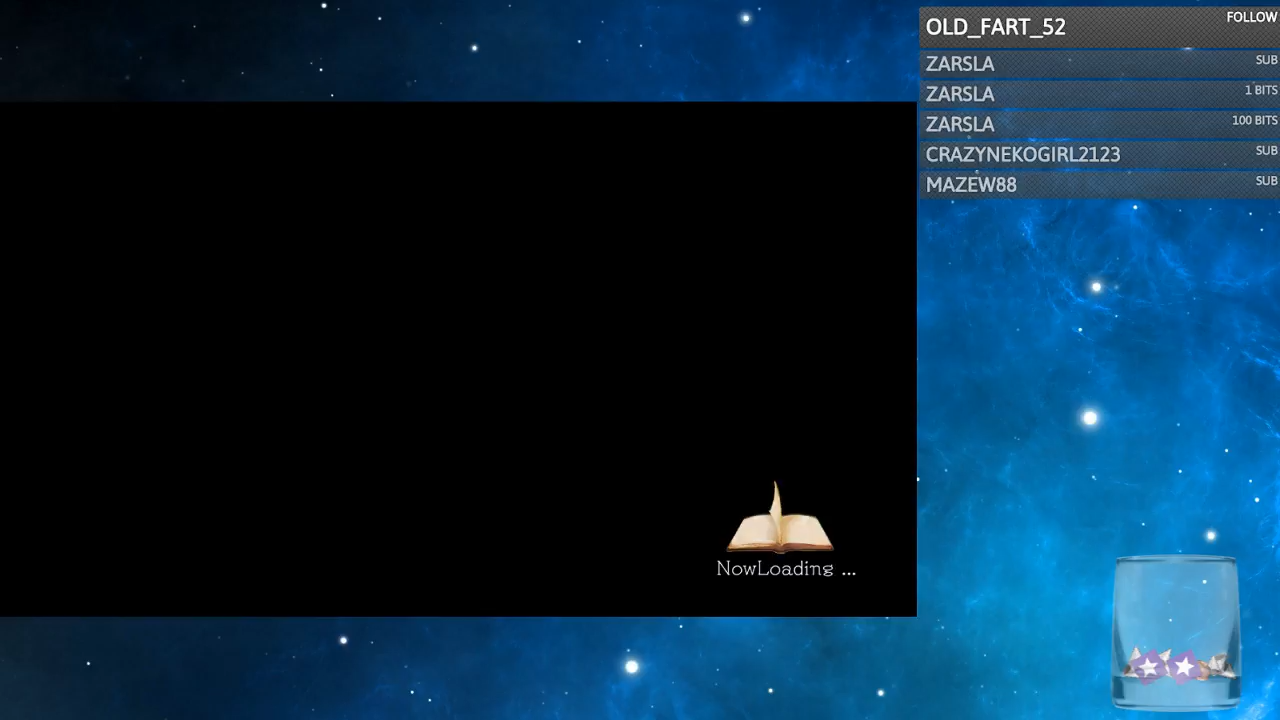 OLD_FART_52 FOLLOW
ZARSLA SUB
ZARSLA 1 BITS
ZARSLA 100 BITS
CRAZYNEKOGIRL2123 SUB
MAZEW88 SUB
NowLoading ...